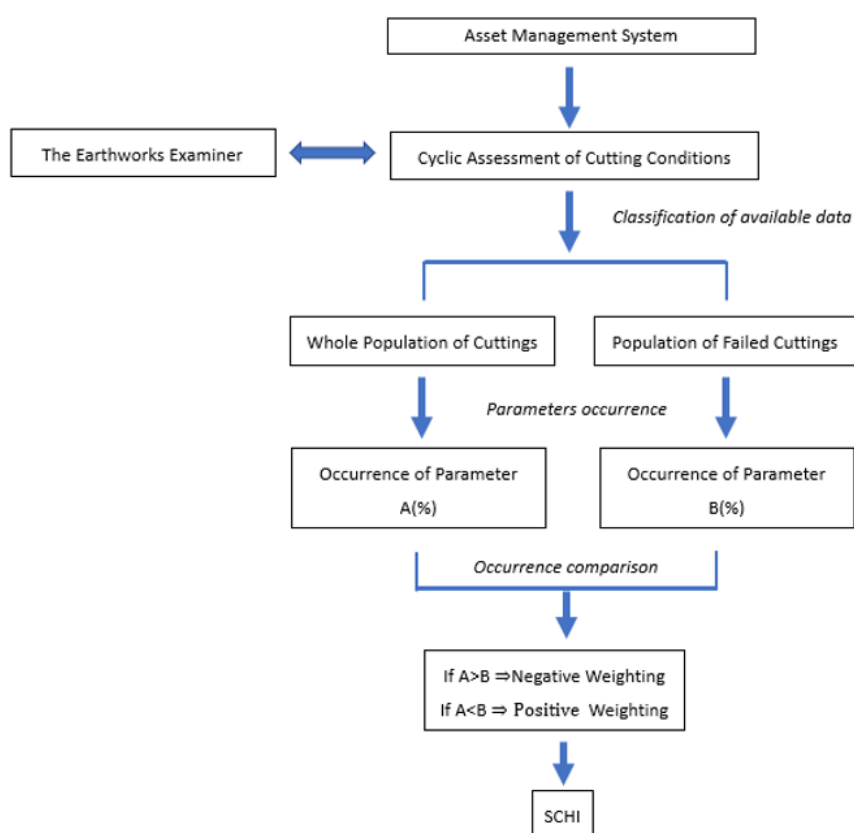 Asset Management System
The Earthworks Examiner
Cyclic Assessment of Cutting Conditions
Classification of available data
Whole Population of Cuttings
Population of Failed Cuttings
Parameters occurrence
Occurrence of Parameter
A(%)
Occurrence of Parameter
B(%)
Occurrence comparison
If A>B ⇒Negative Weighting
If A<B ⇒ Positive Weighting
SCHI